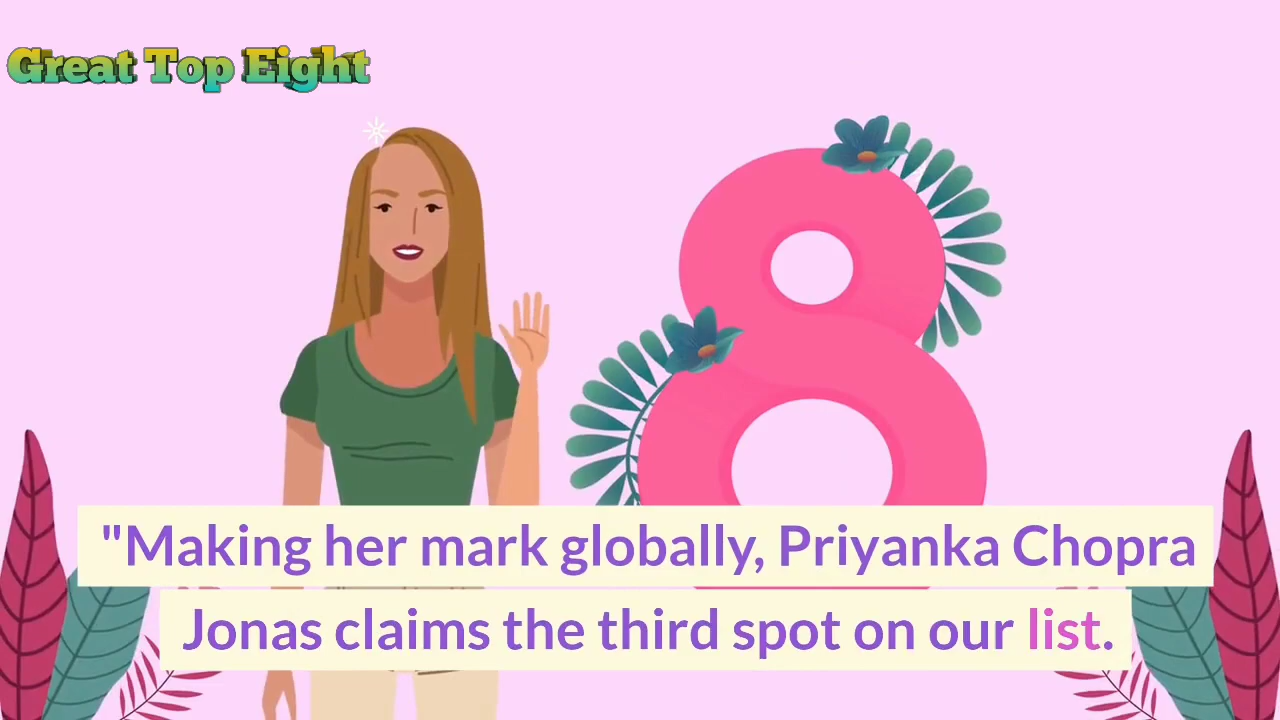 Great Top Eight
8
"Making her mark globally, Priyanka Chopra
Jonas claims the third spot on our list.